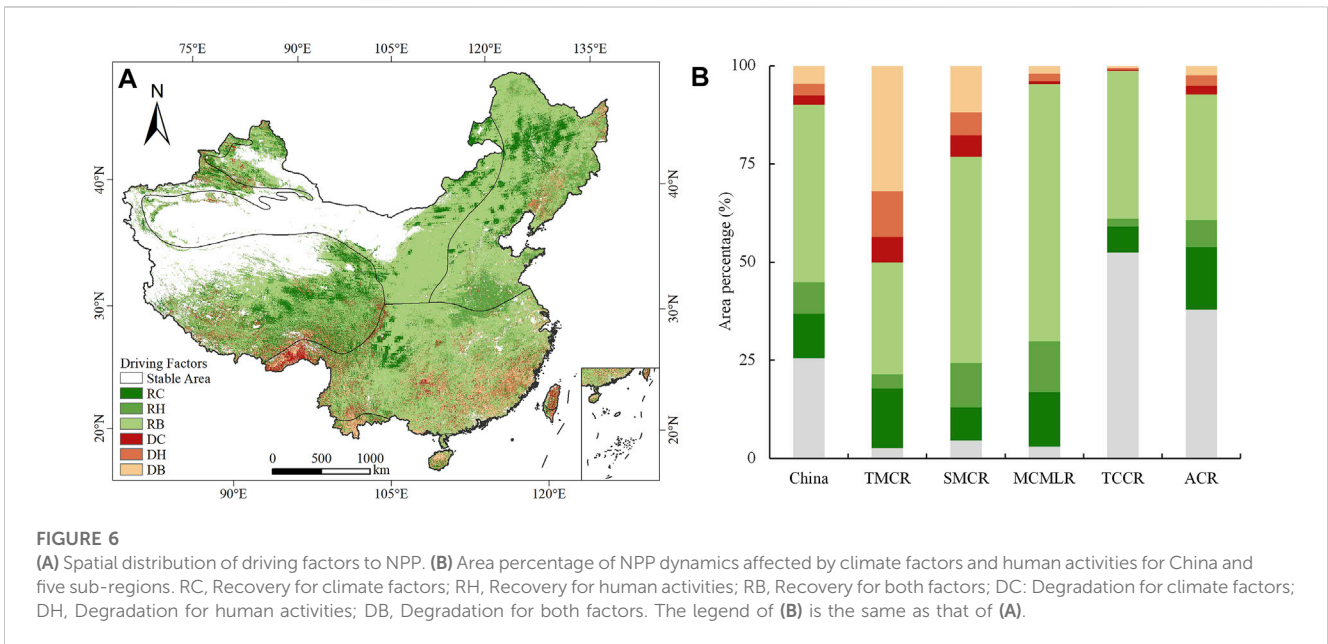 75°E 90°E 105°E 120°E 135°E
A
N
40°N 40°N
30°N 30°N
20°N 20°N
Driving Factors
Stable Area
RC
RH
RB
DC
DH
DB
0 500 1000
km
90°E 105°E 120°E
B
100
75
50
25
0
Area percentage (%)
China TMCR SMCR MCMLR TCCR ACR
FIGURE 6
(A) Spatial distribution of driving factors to NPP. (B) Area percentage of NPP dynamics affected by climate factors and human activities for China and
five sub-regions. RC, Recovery for climate factors; RH, Recovery for human activities; RB, Recovery for both factors; DC: Degradation for climate factors;
DH, Degradation for human activities; DB, Degradation for both factors. The legend of (B) is the same as that of (A).